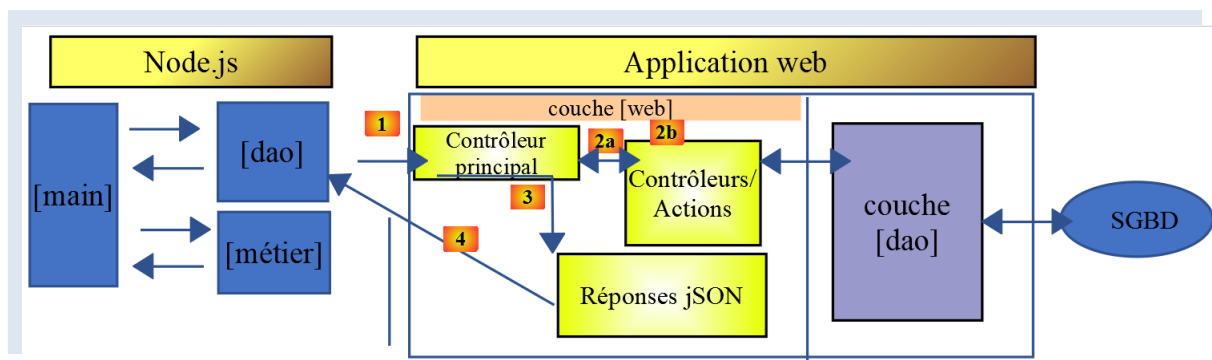 Node.js
Application web
couche [web]
[main]
[dao]
[métier]
1
Contrôleur
principal
2a
2b
Contrôleurs/
Actions
3
4
Réponses jSON
couche
[dao]
SGBD